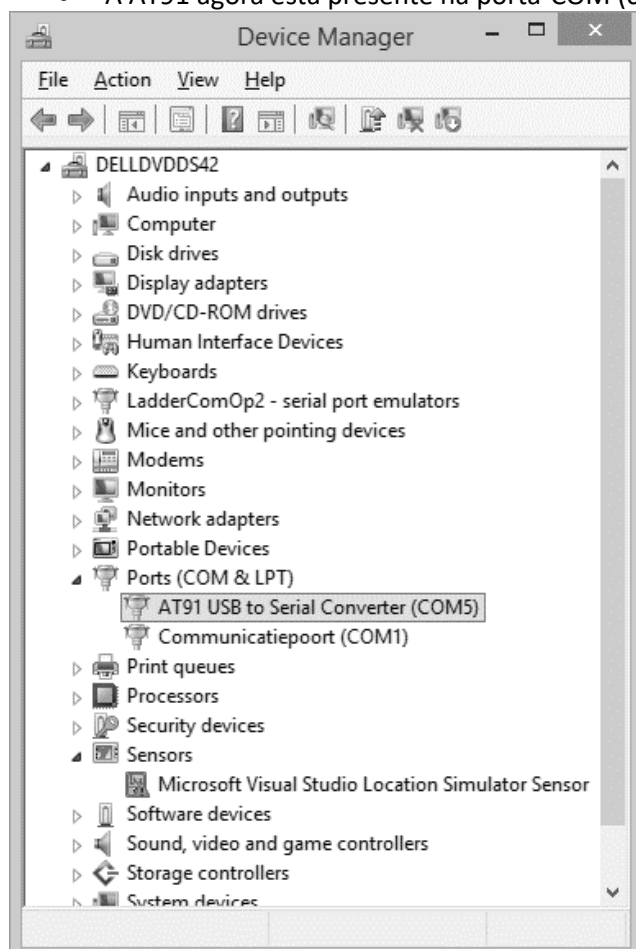 A AT91 agora está presente na porta COM (
Device Manager
File Action View Help
DELLDVDDS42
Audio inputs and outputs
Computer
Disk drives
Display adapters
DVD/CD-ROM drives
Human Interface Devices
Keyboards
LadderComOp2 - serial port emulators
Mice and other pointing devices
Modems
Monitors
Network adapters
Portable Devices
Ports (COM & LPT)
AT91 USB to Serial Converter (COM5)
Communicatiepoort (COM1)
Print queues
Processors
Security devices
Sensors
Microsoft Visual Studio Location Simulator Sensor
Software devices
Sound, video and game controllers
Storage controllers
System devices